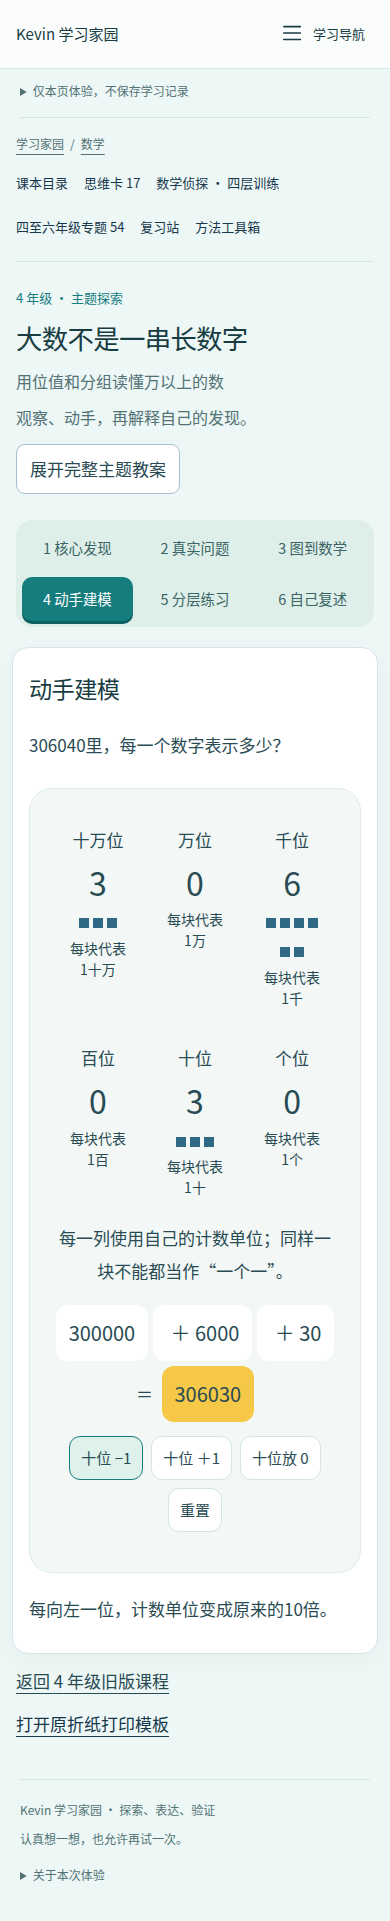 Kevin 学习家园
学习导航
▶ 仅本页体验，不保存学习记录
学习家园 / 数学
课本目录 思维卡 17 数学侦探 · 四层训练
四至六年级专题 54 复习站 方法工具箱
4 年级 · 主题探索
大数不是一串长数字
用位值和分组读懂万以上的数
观察、动手，再解释自己的发现。
展开完整主题教案
1 核心发现 2 真实问题 3 图到数学
4 动手建模 5 分层练习 6 自己复述
动手建模
306040里，每一个数字表示多少？
十万位 万位 千位
3 0 6
每块代表 1十万
每块代表 1万
每块代表 1千
百位 十位 个位
0 3 0
每块代表 1百
每块代表 1十
每块代表 1个
每一列使用自己的计数单位；同样一
块不能都当作“一个一”。
300000 ＋ 6000 ＋ 30
＝ 306030
十位 −1 十位 ＋1 十位放 0
重置
每向左一位，计数单位变成原来的10倍。
返回 4 年级旧版课程
打开原折纸打印模板
Kevin 学习家园 · 探索、表达、验证
认真想一想，也允许再试一次。
▶ 关于本次体验